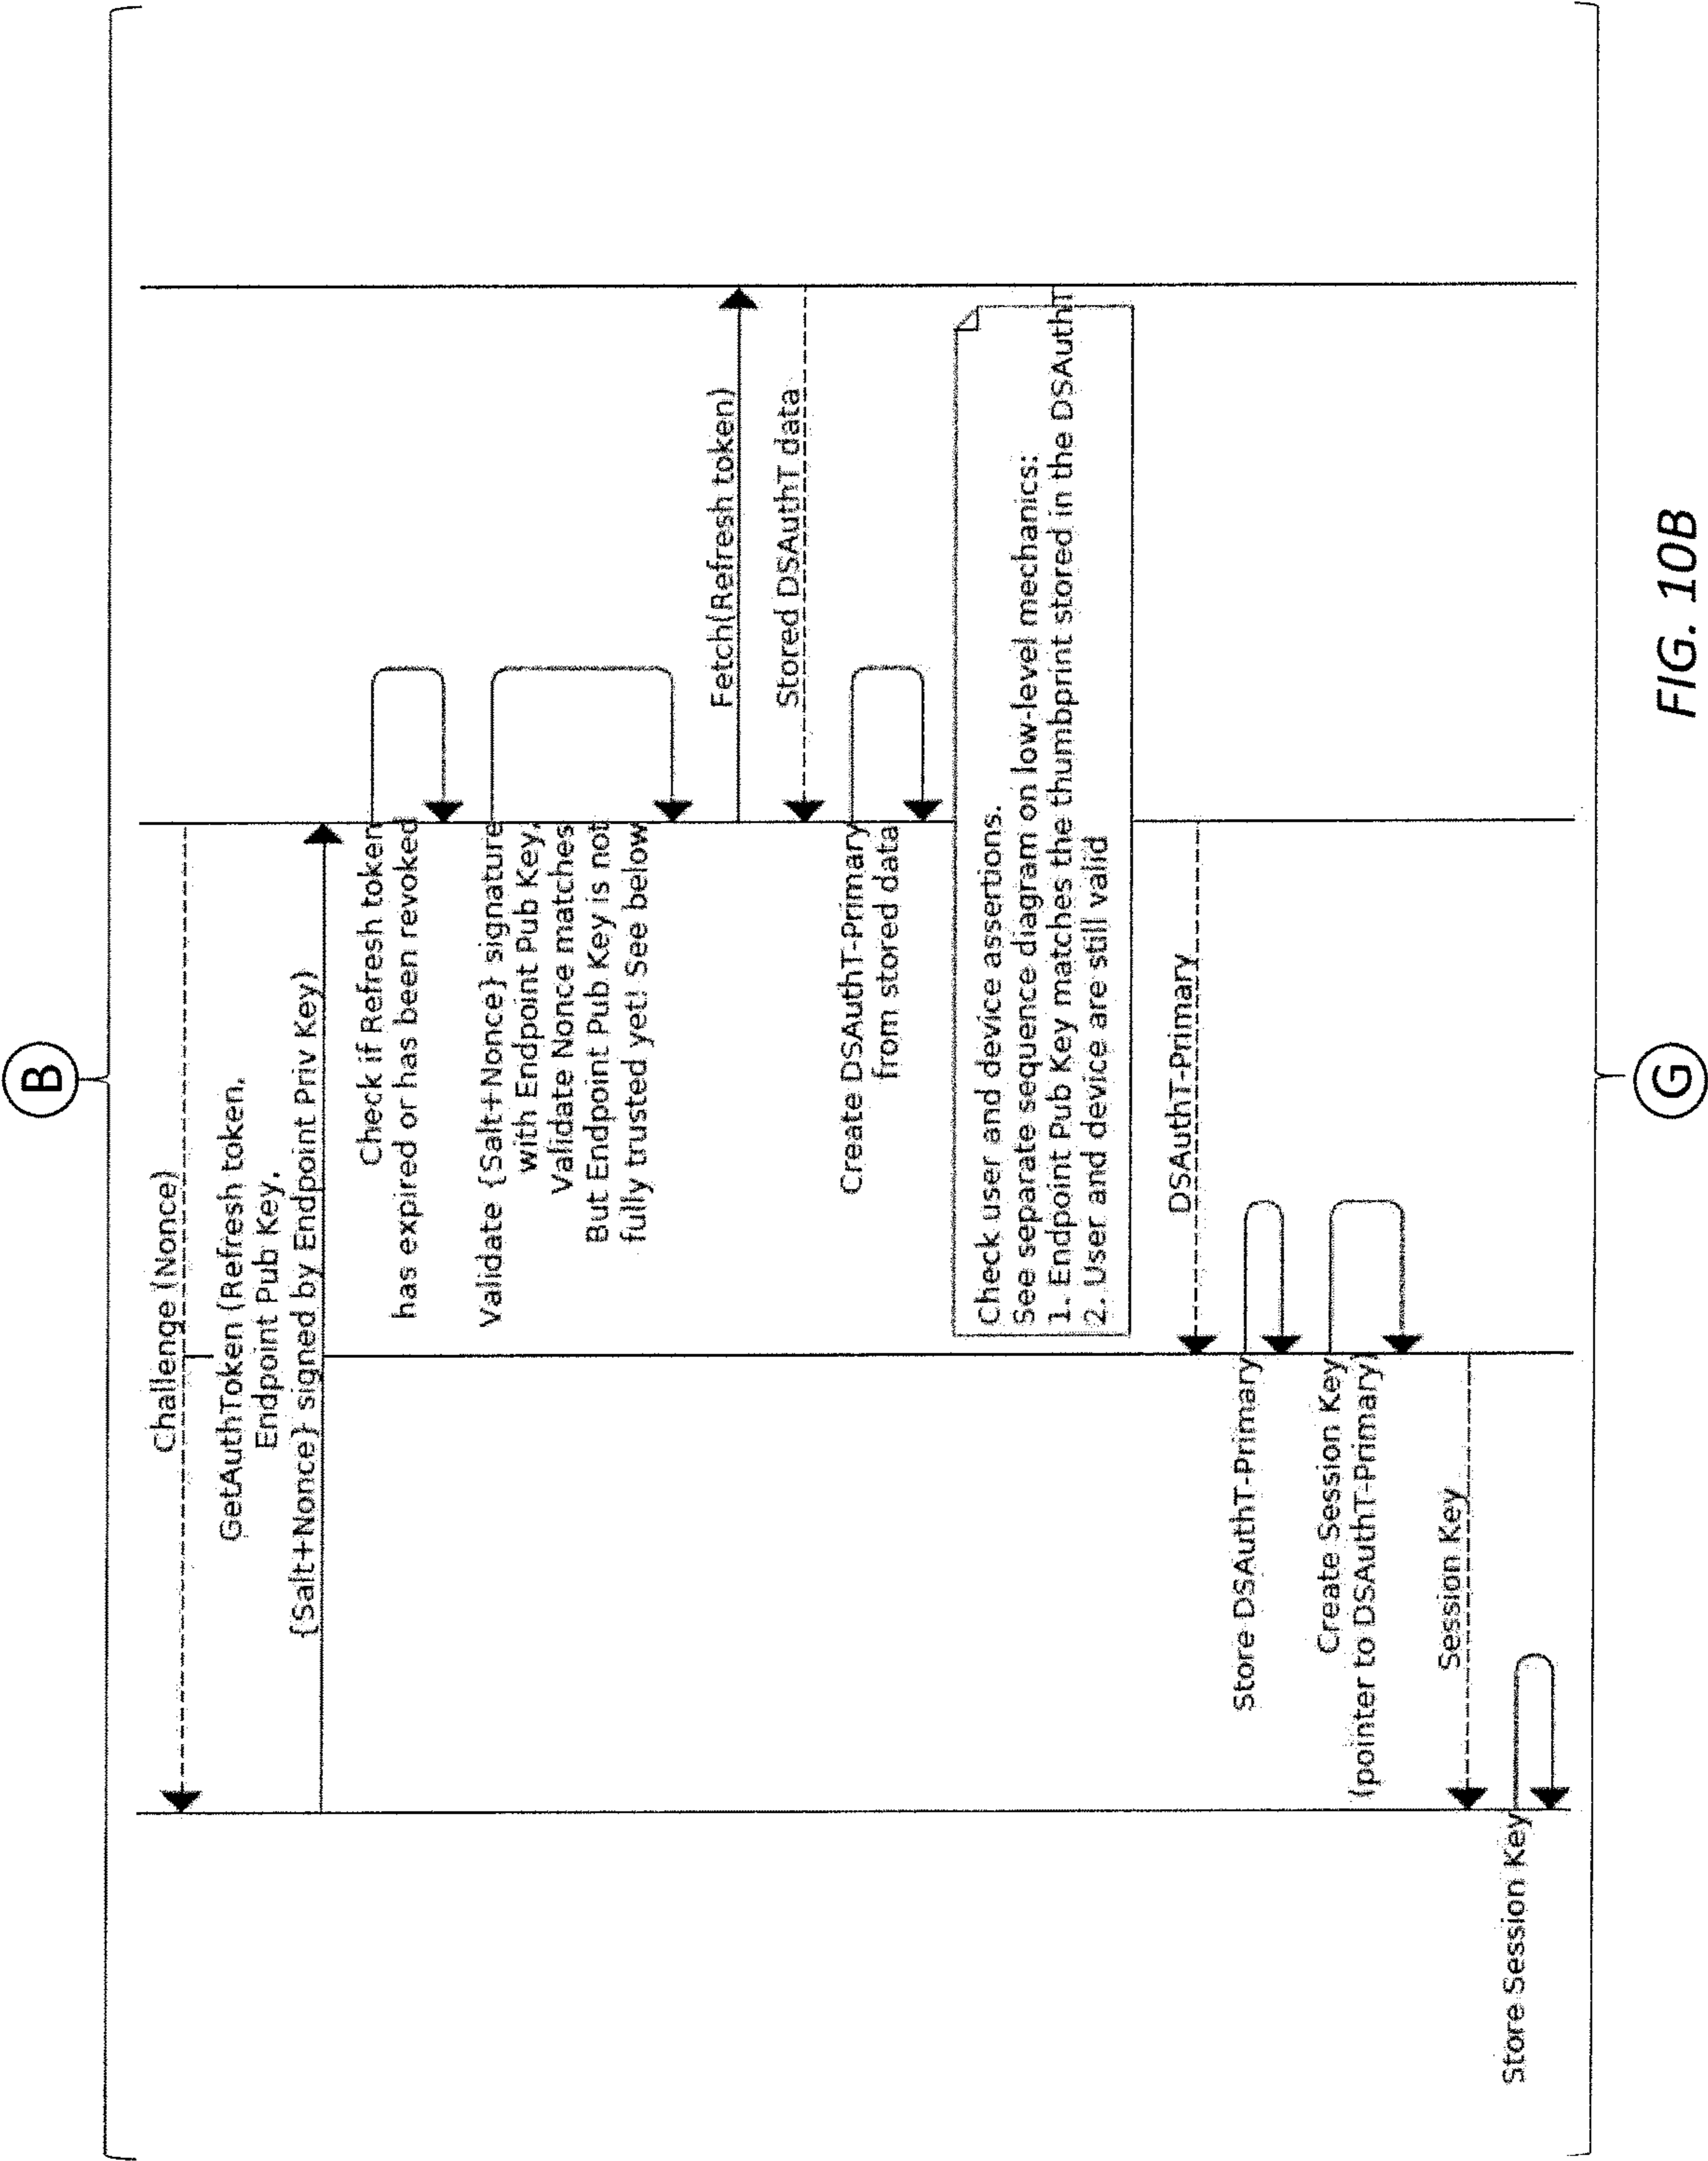 B
Challenge (Nonce)
GetAuthToken (Refresh token,
Endpoint Pub Key,
{Salt+Nonce} signed by Endpoint Priv Key)
Check if Refresh token
has expired or has been revoked
Validate {Salt+Nonce} signature
with Endpoint Pub Key,
Validate Nonce matches
But Endpoint Pub Key is not
fully trusted yet! See below
Fetch(Refresh token)
Stored DSAuthT data
Create DSAuthT-Primary
from stored data
Check user and device assertions.
See separate sequence diagram on low-level mechanics:
1. Endpoint Pub Key matches the thumbprint stored in the DSAuthT
2. User and device are still valid
DSAuthT-Primary
Store DSAuthT-Primary
Create Session Key
(pointer to DSAuthT-Primary)
Session Key
Store Session Key
G
FIG. 10B